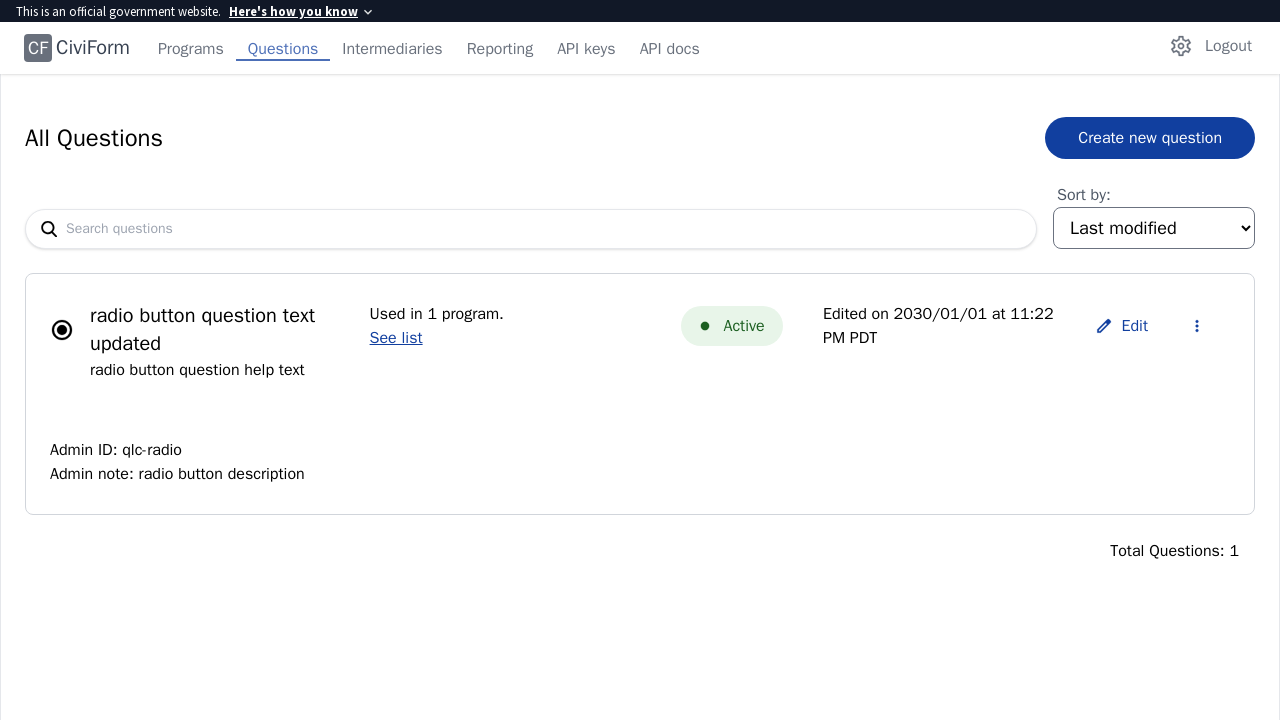 This is an official government website. Here's how you know
CF CiviForm Programs Questions Intermediaries Reporting API keys API docs Logout
All Questions
Create new question
Sort by:
Search questions
Last modified
radio button question text
updated
radio button question help text
Used in 1 program.
See list
Active
Edited on 2030/01/01 at 11:22
PM PDT
Edit
Admin ID: qlc-radio
Admin note: radio button description
Total Questions: 1